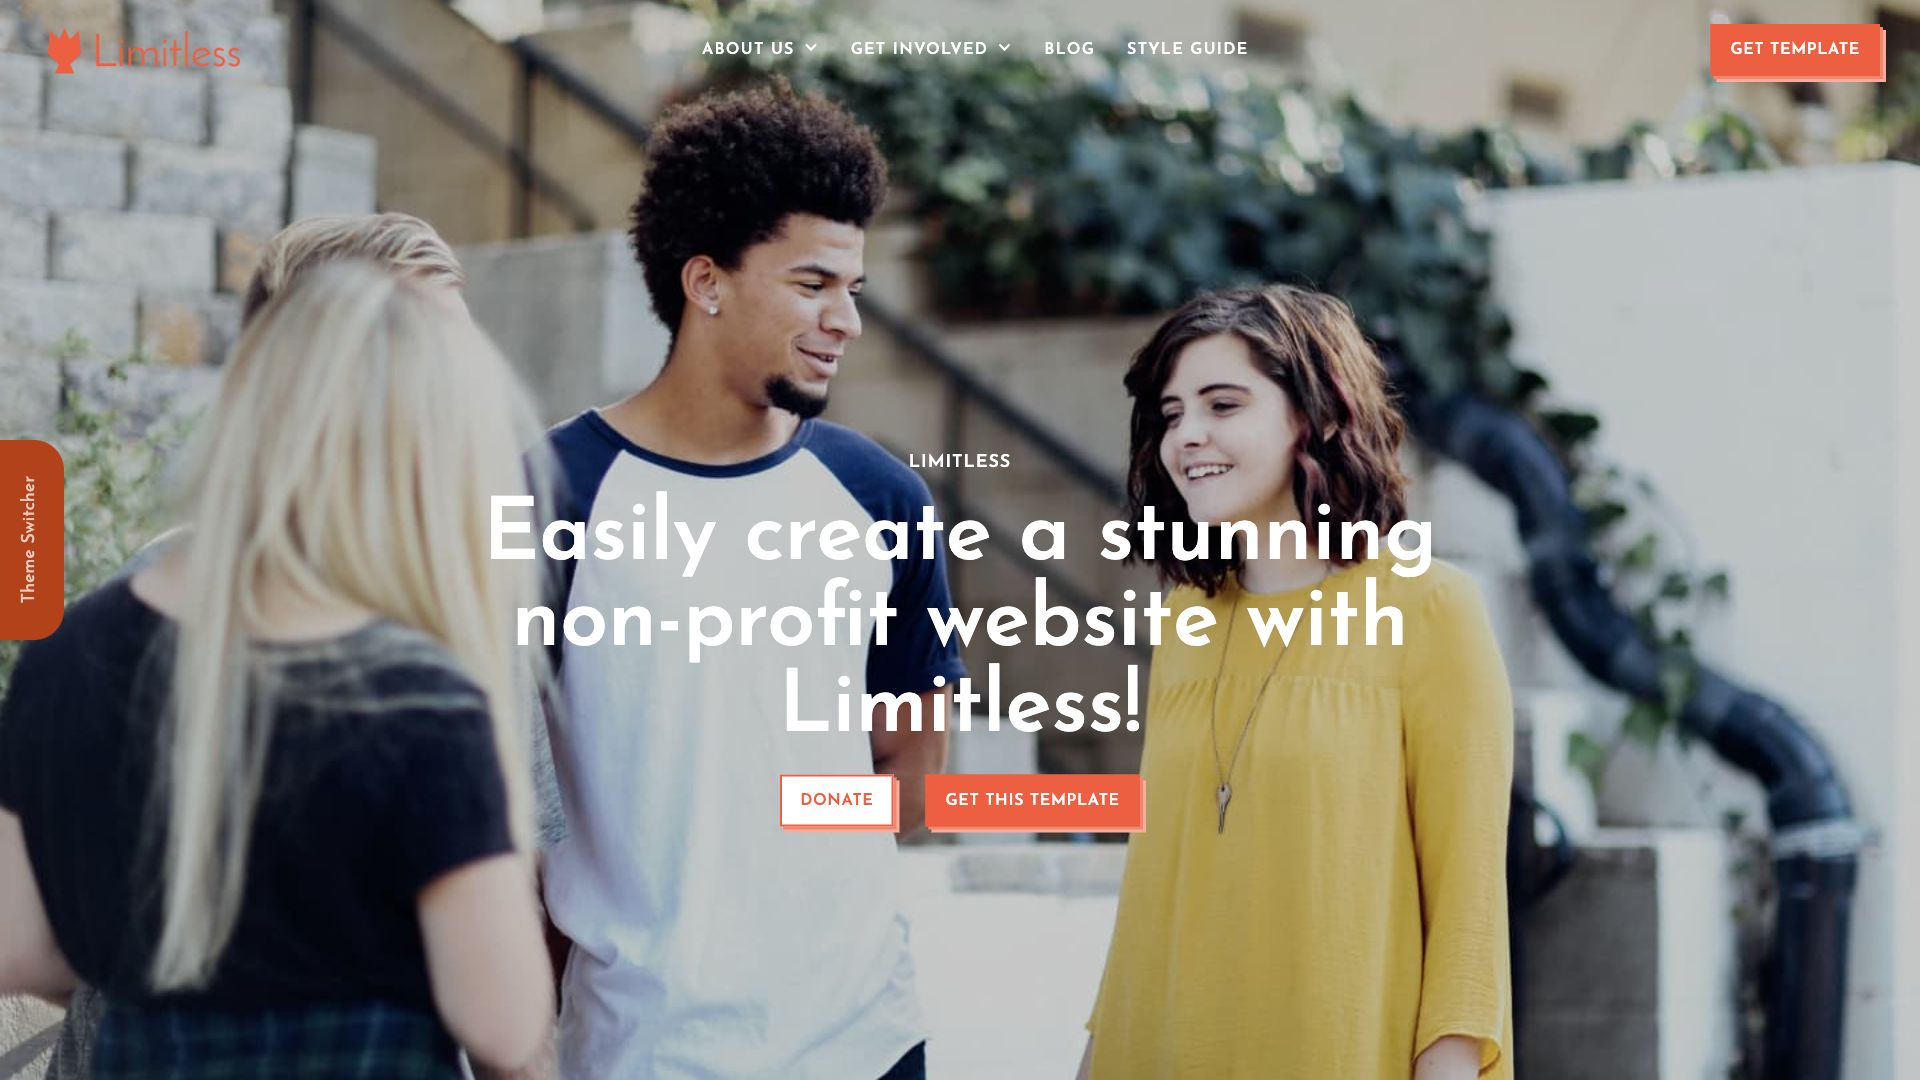 Limitless
ABOUT US
GET INVOLVED
BLOG
STYLE GUIDE
GET TEMPLATE
Theme Switcher
LIMITLESS
Easily create a stunning
non-profit website with
Limitless!
DONATE
GET THIS TEMPLATE